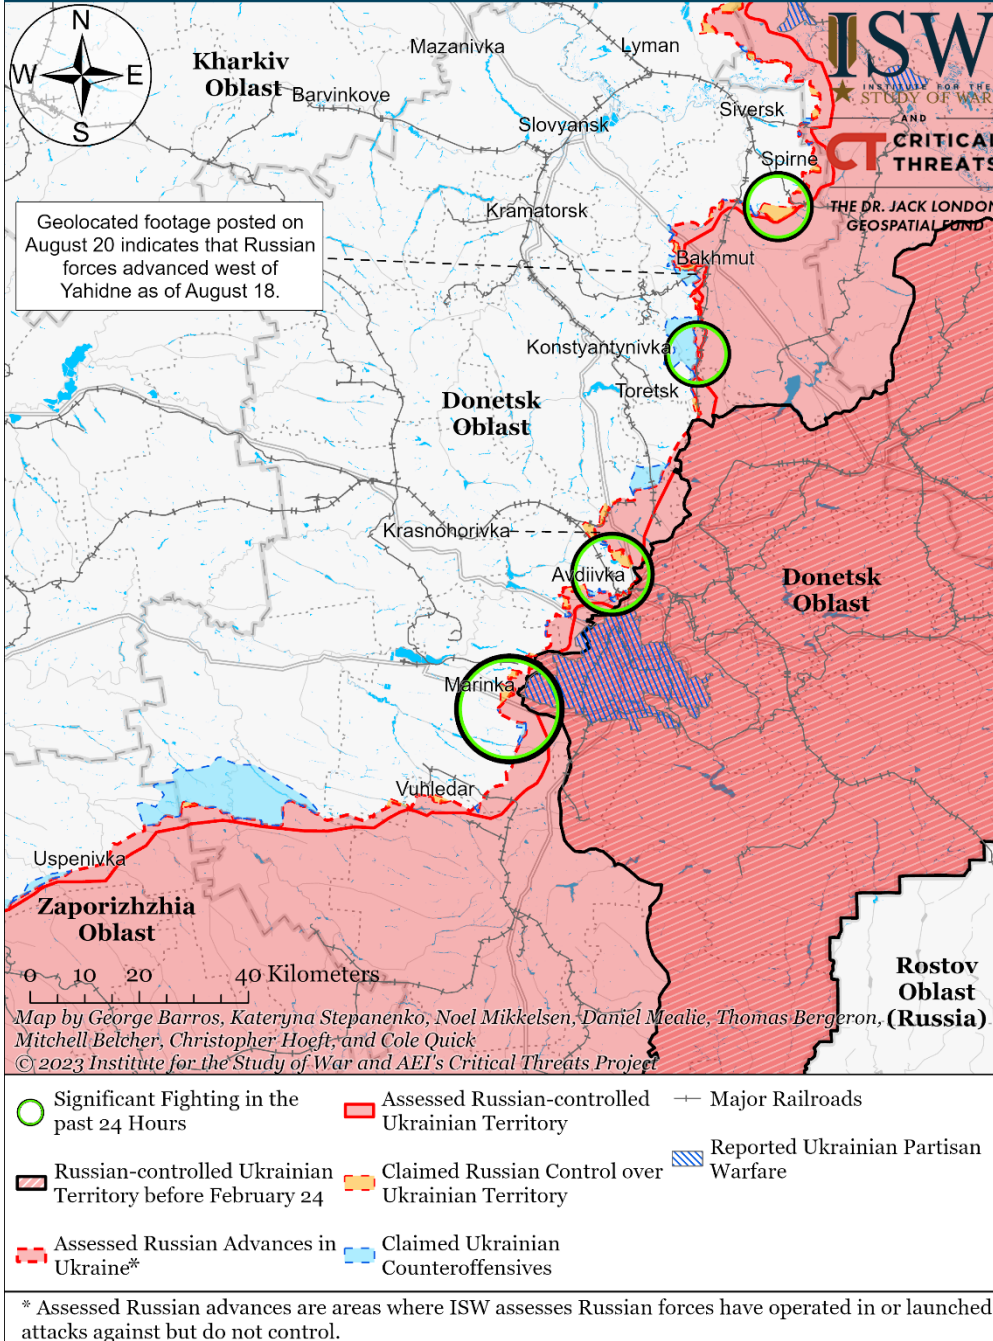 N
W
E
S
Kharkiv
Oblast
Mazanivka
Lyman
Barvinkove
Slovyansk
Siversk
Spirne
Kramatorsk
ISW
INSTITUTE FOR THE
STUDY OF WAR
AND
CT CRITICAL
THREATS
THE DR. JACK LONDON
GEOSPATIAL FUND
Geolocated footage posted on
August 20 indicates that Russian
forces advanced west of
Yahidne as of August 18.
Bakhmut
Konstyantynivka
Toretsk
Donetsk
Oblast
Krasnohorivka
Avdiivka
Donetsk
Oblast
Marinka
Vuhledar
Uspenivka
Zaporizhzhia
Oblast
Rostov
Oblast
(Russia)
0 10 20 40 Kilometers
Map by George Barros, Kateryna Stepanenko, Noel Mikkelsen, Daniel Mealie, Thomas Bergeron,
Mitchell Belcher, Christopher Hoeft, and Cole Quick
© 2023 Institute for the Study of War and AEI's Critical Threats Project
Significant Fighting in the
past 24 Hours
Russian-controlled Ukrainian
Territory before February 24
Assessed Russian Advances in
Ukraine*
Assessed Russian-controlled
Ukrainian Territory
Claimed Russian Control over
Ukrainian Territory
Claimed Ukrainian
Counteroffensives
Major Railroads
Reported Ukrainian Partisan
Warfare
* Assessed Russian advances are areas where ISW assesses Russian forces have operated in or launched
attacks against but do not control.